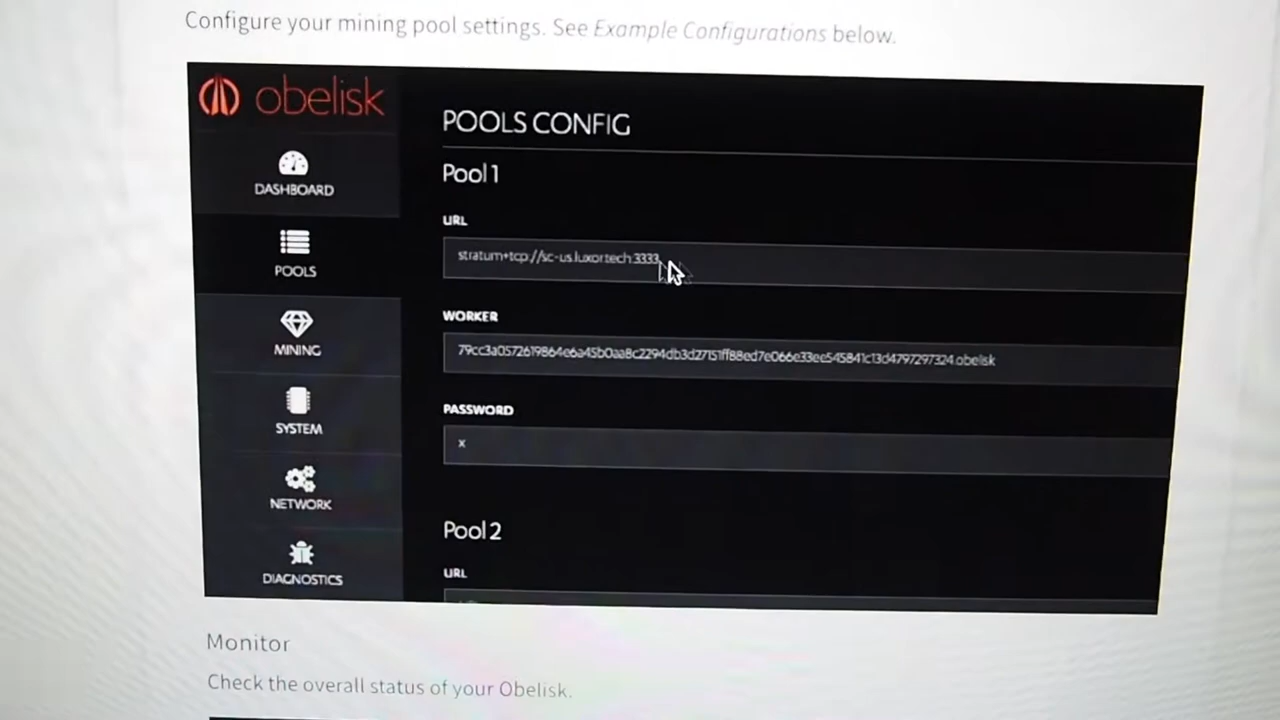 Configure your mining pool settings. See Example Configurations below.
obelisk
DASHBOARD
POOLS
MINING
SYSTEM
NETWORK
DIAGNOSTICS
POOLS CONFIG
Pool 1
URL
stratum+tcp://sc-us.luxor.tech:3333
WORKER
79cc3a0572619864e6a45b0aa8c2294db3d27151ff88ed7e066e33ee545841c13d4797297324.obelisk
PASSWORD
x
Pool 2
URL
Monitor
Check the overall status of your Obelisk.